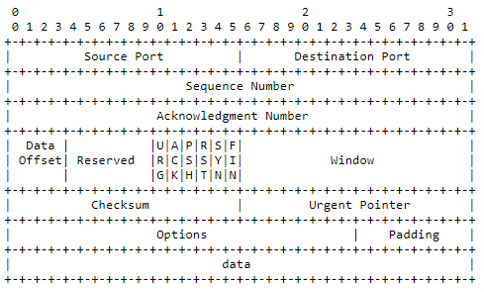 0                   1                   2                   3
 0 1 2 3 4 5 6 7 8 9 0 1 2 3 4 5 6 7 8 9 0 1 2 3 4 5 6 7 8 9 0 1
+-+-+-+-+-+-+-+-+-+-+-+-+-+-+-+-+-+-+-+-+-+-+-+-+-+-+-+-+-+-+-+-+
|          Source Port          |       Destination Port        |
+-+-+-+-+-+-+-+-+-+-+-+-+-+-+-+-+-+-+-+-+-+-+-+-+-+-+-+-+-+-+-+-+
|                        Sequence Number                        |
+-+-+-+-+-+-+-+-+-+-+-+-+-+-+-+-+-+-+-+-+-+-+-+-+-+-+-+-+-+-+-+-+
|                    Acknowledgment Number                      |
+-+-+-+-+-+-+-+-+-+-+-+-+-+-+-+-+-+-+-+-+-+-+-+-+-+-+-+-+-+-+-+-+
|  Data |           |U|A|P|R|S|F|                               |
| Offset| Reserved  |R|C|S|S|Y|I|            Window             |
|       |           |G|K|H|T|N|N|                               |
+-+-+-+-+-+-+-+-+-+-+-+-+-+-+-+-+-+-+-+-+-+-+-+-+-+-+-+-+-+-+-+-+
|           Checksum            |         Urgent Pointer        |
+-+-+-+-+-+-+-+-+-+-+-+-+-+-+-+-+-+-+-+-+-+-+-+-+-+-+-+-+-+-+-+-+
|                    Options                    |    Padding    |
+-+-+-+-+-+-+-+-+-+-+-+-+-+-+-+-+-+-+-+-+-+-+-+-+-+-+-+-+-+-+-+-+
|                             data                              |
+-+-+-+-+-+-+-+-+-+-+-+-+-+-+-+-+-+-+-+-+-+-+-+-+-+-+-+-+-+-+-+-+